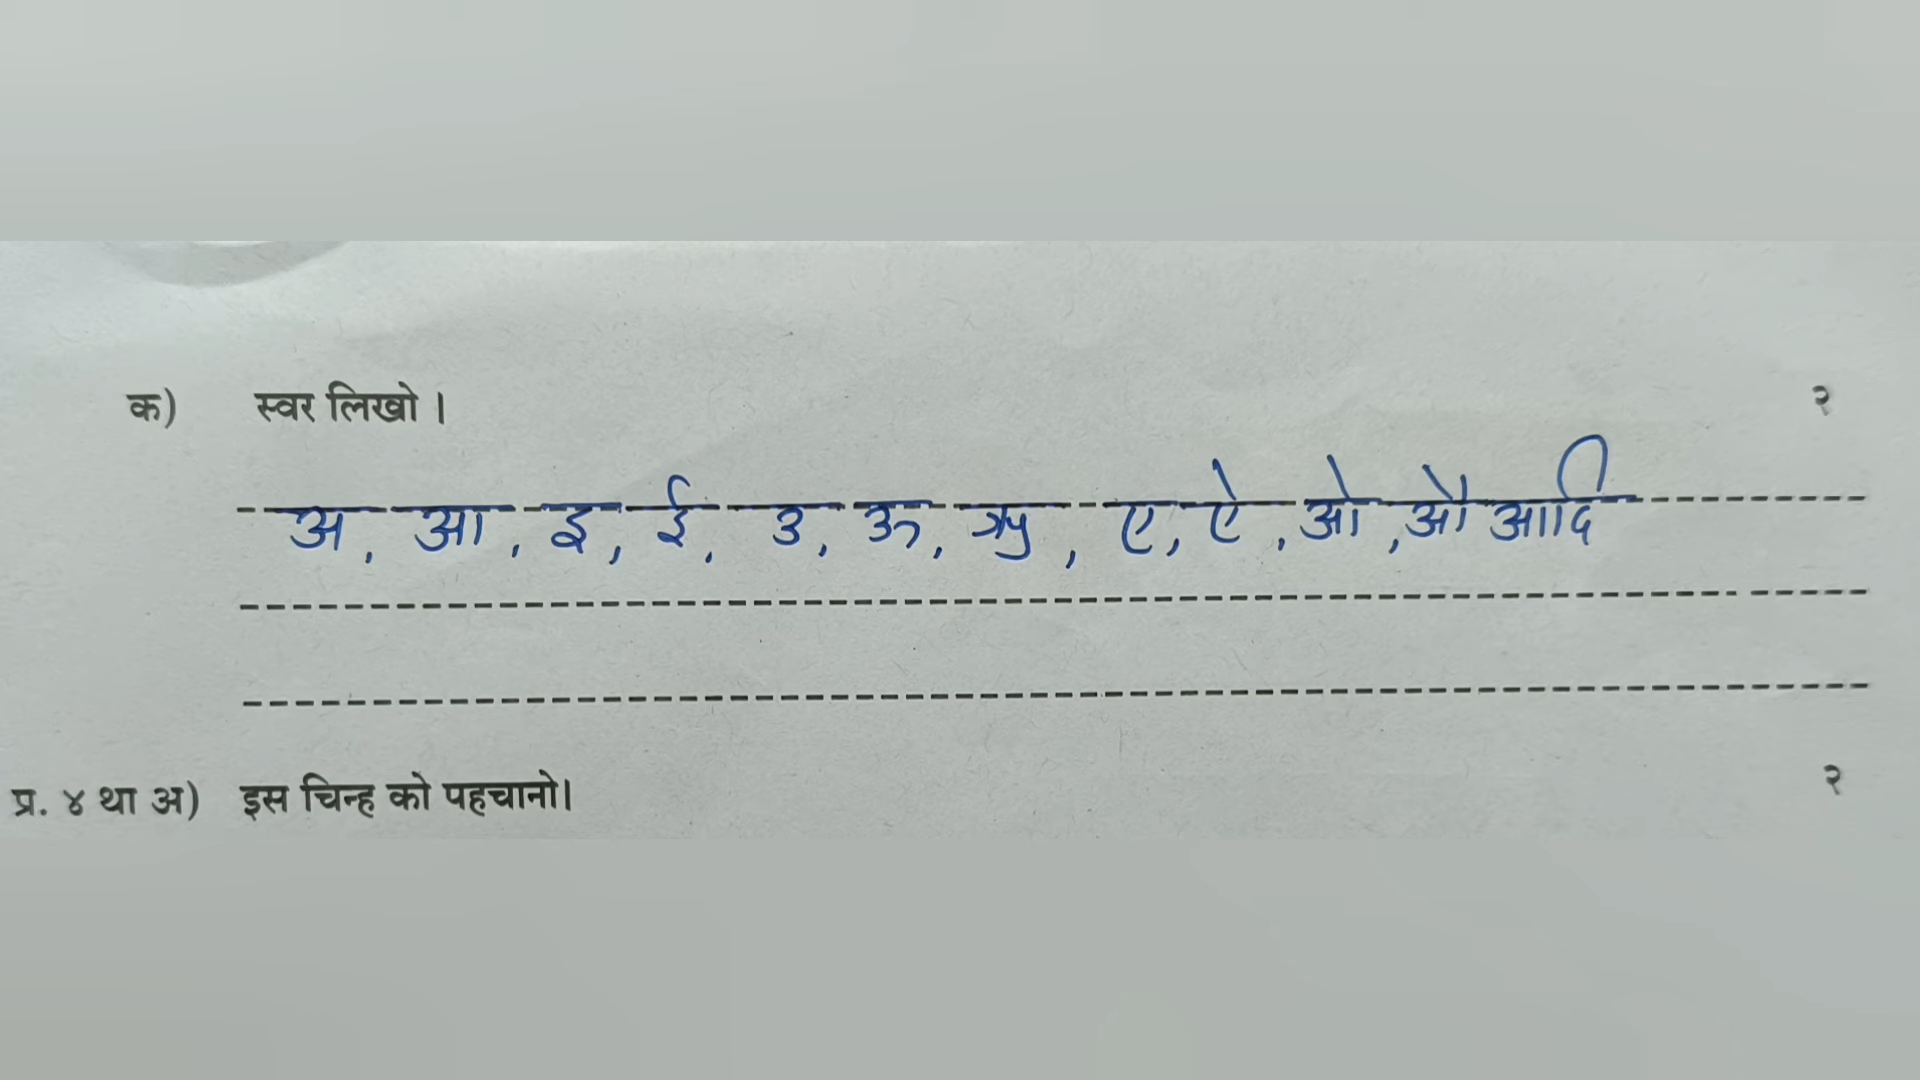 क) स्वर लिखो। २
अ, आ, इ, ई, उ, ऊ, ऋ, ए, ऐ, ओ, औ आदि
प्र. ४ था अ) इस चिन्ह को पहचानो। २